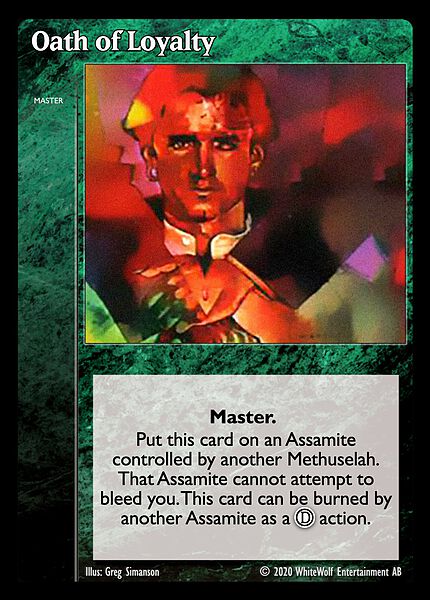 Oath of Loyalty
MASTER
Master.
Put this card on an Assamite
controlled by another Methuselah.
That Assamite cannot attempt to
bleed you. This card can be burned by
another Assamite as a Ⓓ action.
Illus: Greg Simanson
© 2020 WhiteWolf Entertainment AB